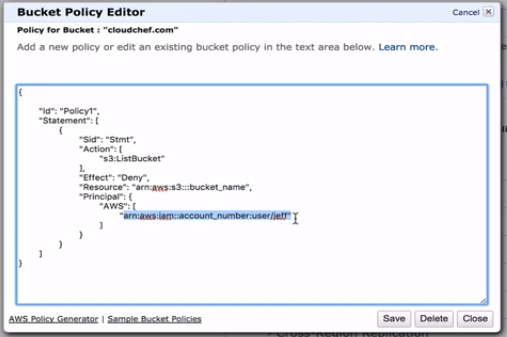 Bucket Policy Editor
Cancel x
Policy for Bucket : "cloudchef.com"
Add a new policy or edit an existing bucket policy in the text area below. Learn more.
{
"Id": "Policy1",
"Statement": [
{
"Sid": "Stmt",
"Action": [
"s3:ListBucket"
],
"Effect": "Deny",
"Resource": "arn:aws:s3:::bucket_name",
"Principal": {
"AWS": [
"arn:aws:iam::account_number:user/jeff"
]
}
}
]
}
AWS Policy Generator | Sample Bucket Policies
Save Delete Close
Cross-Region Replication